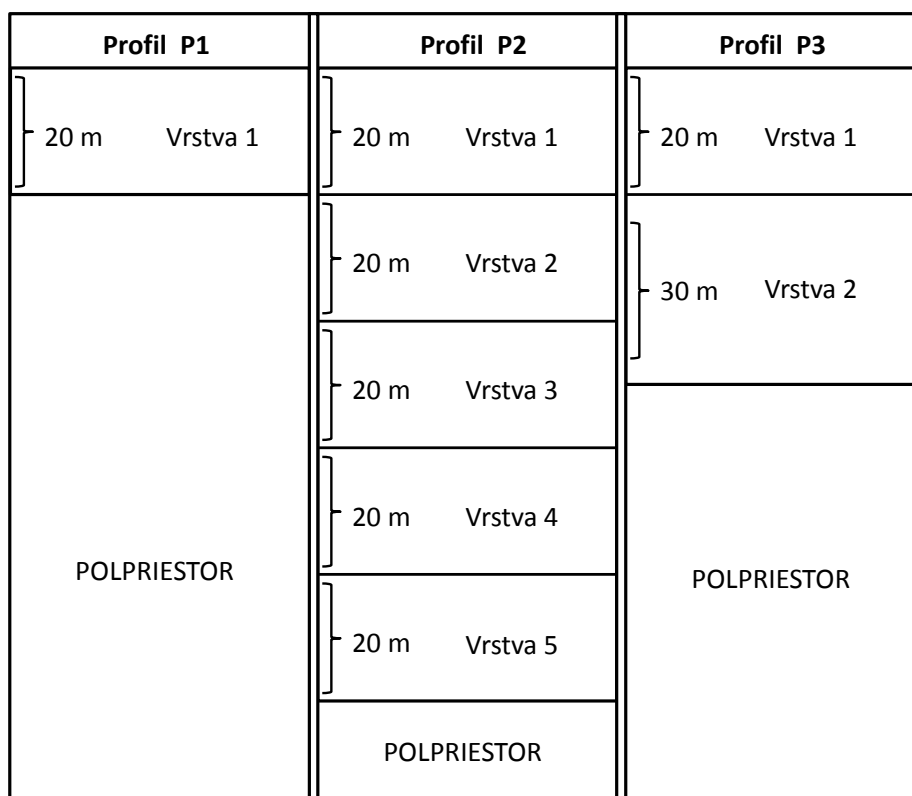 Profil P1
20 m Vrstva 1
POLPRIESTOR
Profil P2
20 m Vrstva 1
20 m Vrstva 2
20 m Vrstva 3
20 m Vrstva 4
20 m Vrstva 5
POLPRIESTOR
Profil P3
20 m Vrstva 1
30 m Vrstva 2
POLPRIESTOR